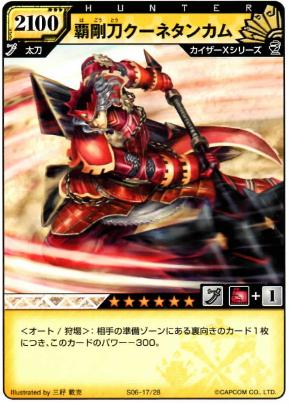 HUNTER
2100
はごうとう
覇剛刀クーネタンカム
太刀
カイザーXシリーズ
2
+1
<オート / 狩場>:相手の準備ゾーンにある裏向きのカード1枚
につき、このカードのパワー-300。
Illustrated by 三好 載克
S06-17/28
©CAPCOM CO., LTD.